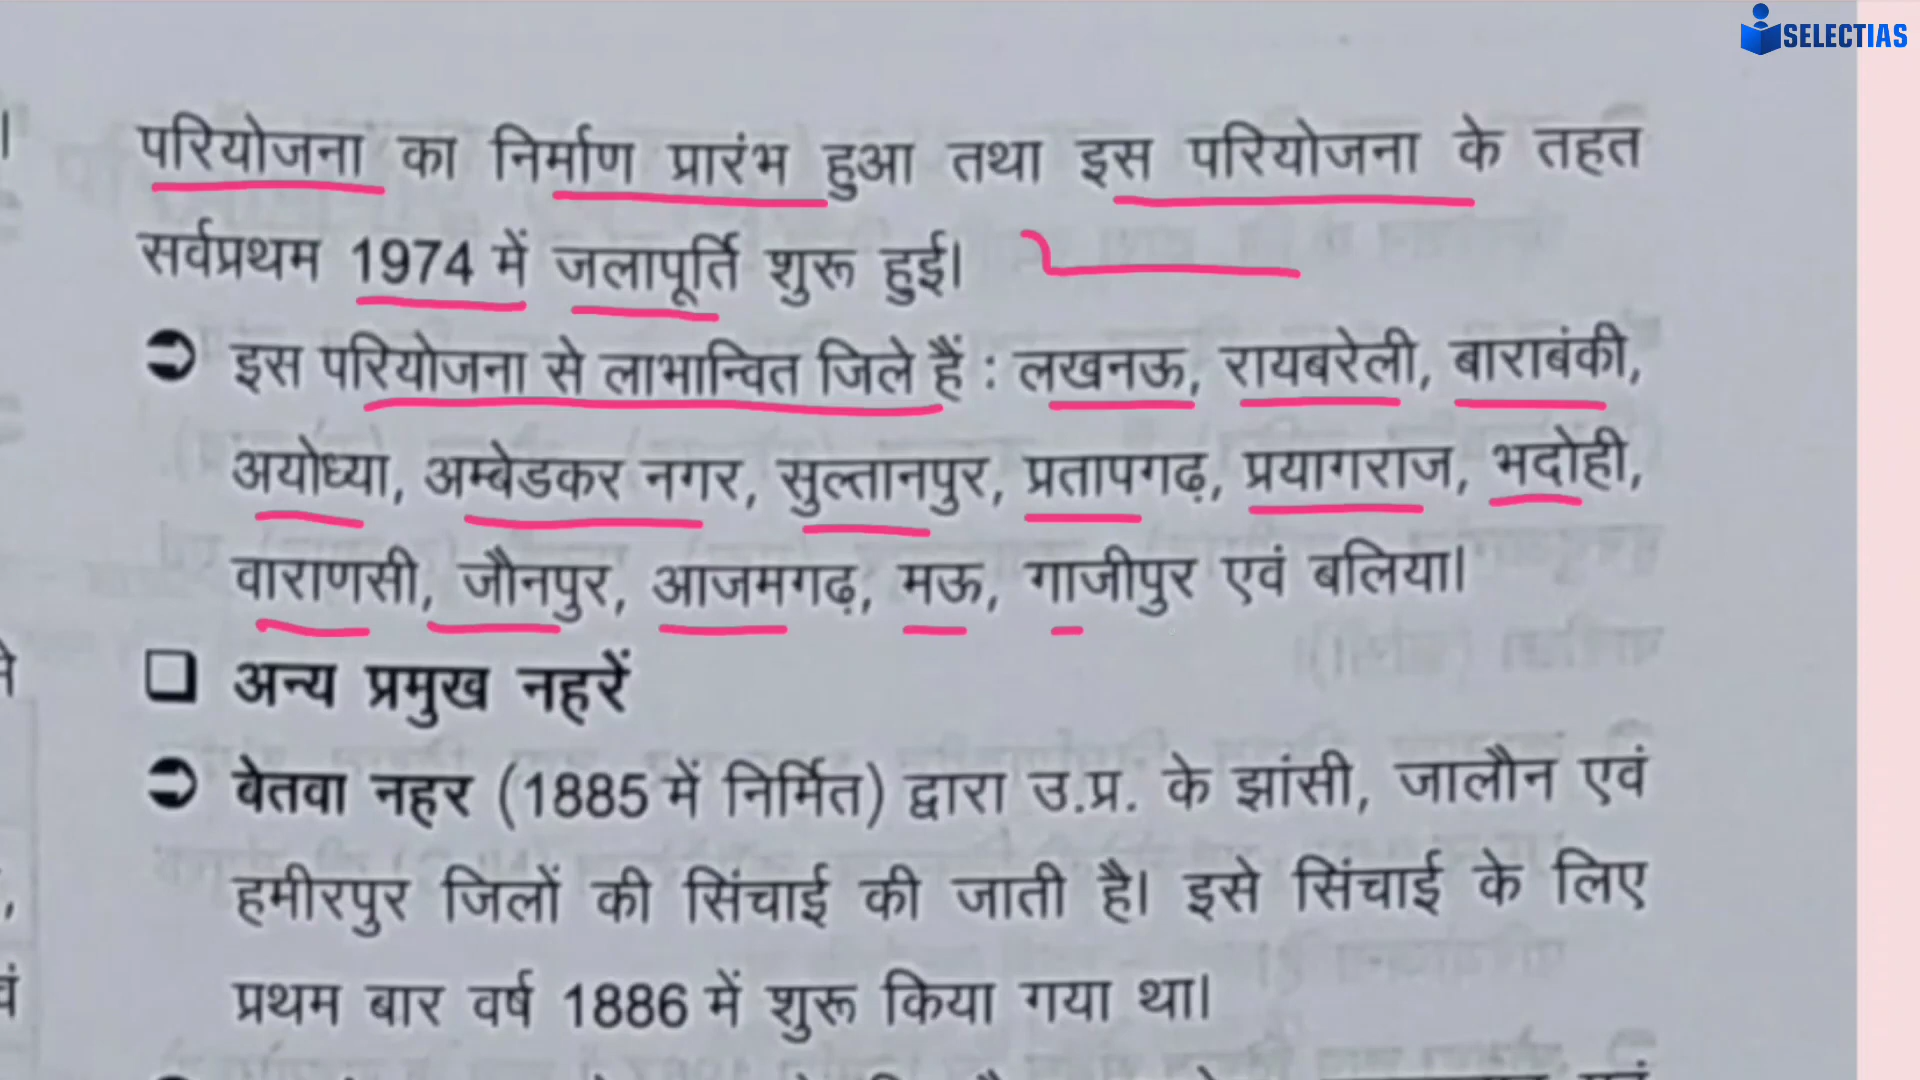 SELECTIAS
परियोजना का निर्माण प्रारंभ हुआ तथा इस परियोजना के तहत
सर्वप्रथम 1974 में जलापूर्ति शुरू हुई।
इस परियोजना से लाभान्वित जिले हैं : लखनऊ, रायबरेली, बाराबंकी,
अयोध्या, अम्बेडकर नगर, सुल्तानपुर, प्रतापगढ़, प्रयागराज, भदोही,
वाराणसी, जौनपुर, आजमगढ़, मऊ, गाजीपुर एवं बलिया।
अन्य प्रमुख नहरें
बेतवा नहर (1885 में निर्मित) द्वारा उ.प्र. के झांसी, जालौन एवं
हमीरपुर जिलों की सिंचाई की जाती है। इसे सिंचाई के लिए
प्रथम बार वर्ष 1886 में शुरू किया गया था।